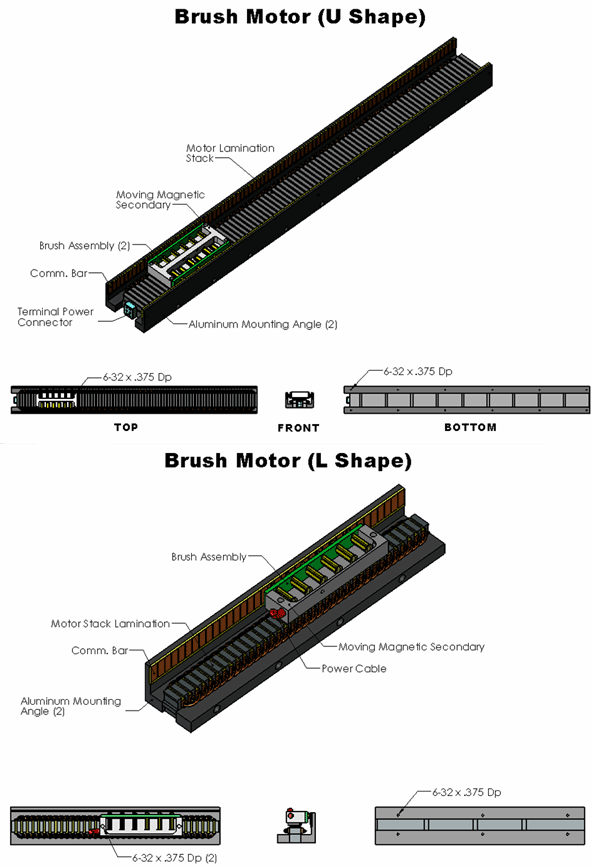 Brush Motor (U Shape)
Motor Lamination
Stack
Moving Magnetic
Secondary
Brush Assembly (2)
Comm. Bar
Terminal Power
Connector
Aluminum Mounting Angle (2)
6-32 x .375 Dp
6-32 x .375 Dp
TOP
FRONT
BOTTOM
Brush Motor (L Shape)
Brush Assembly
Motor Stack Lamination
Comm. Bar
Moving Magnetic Secondary
Power Cable
Aluminum Mounting
Angle (2)
6-32 x .375 Dp
6-32 x .375 Dp (2)